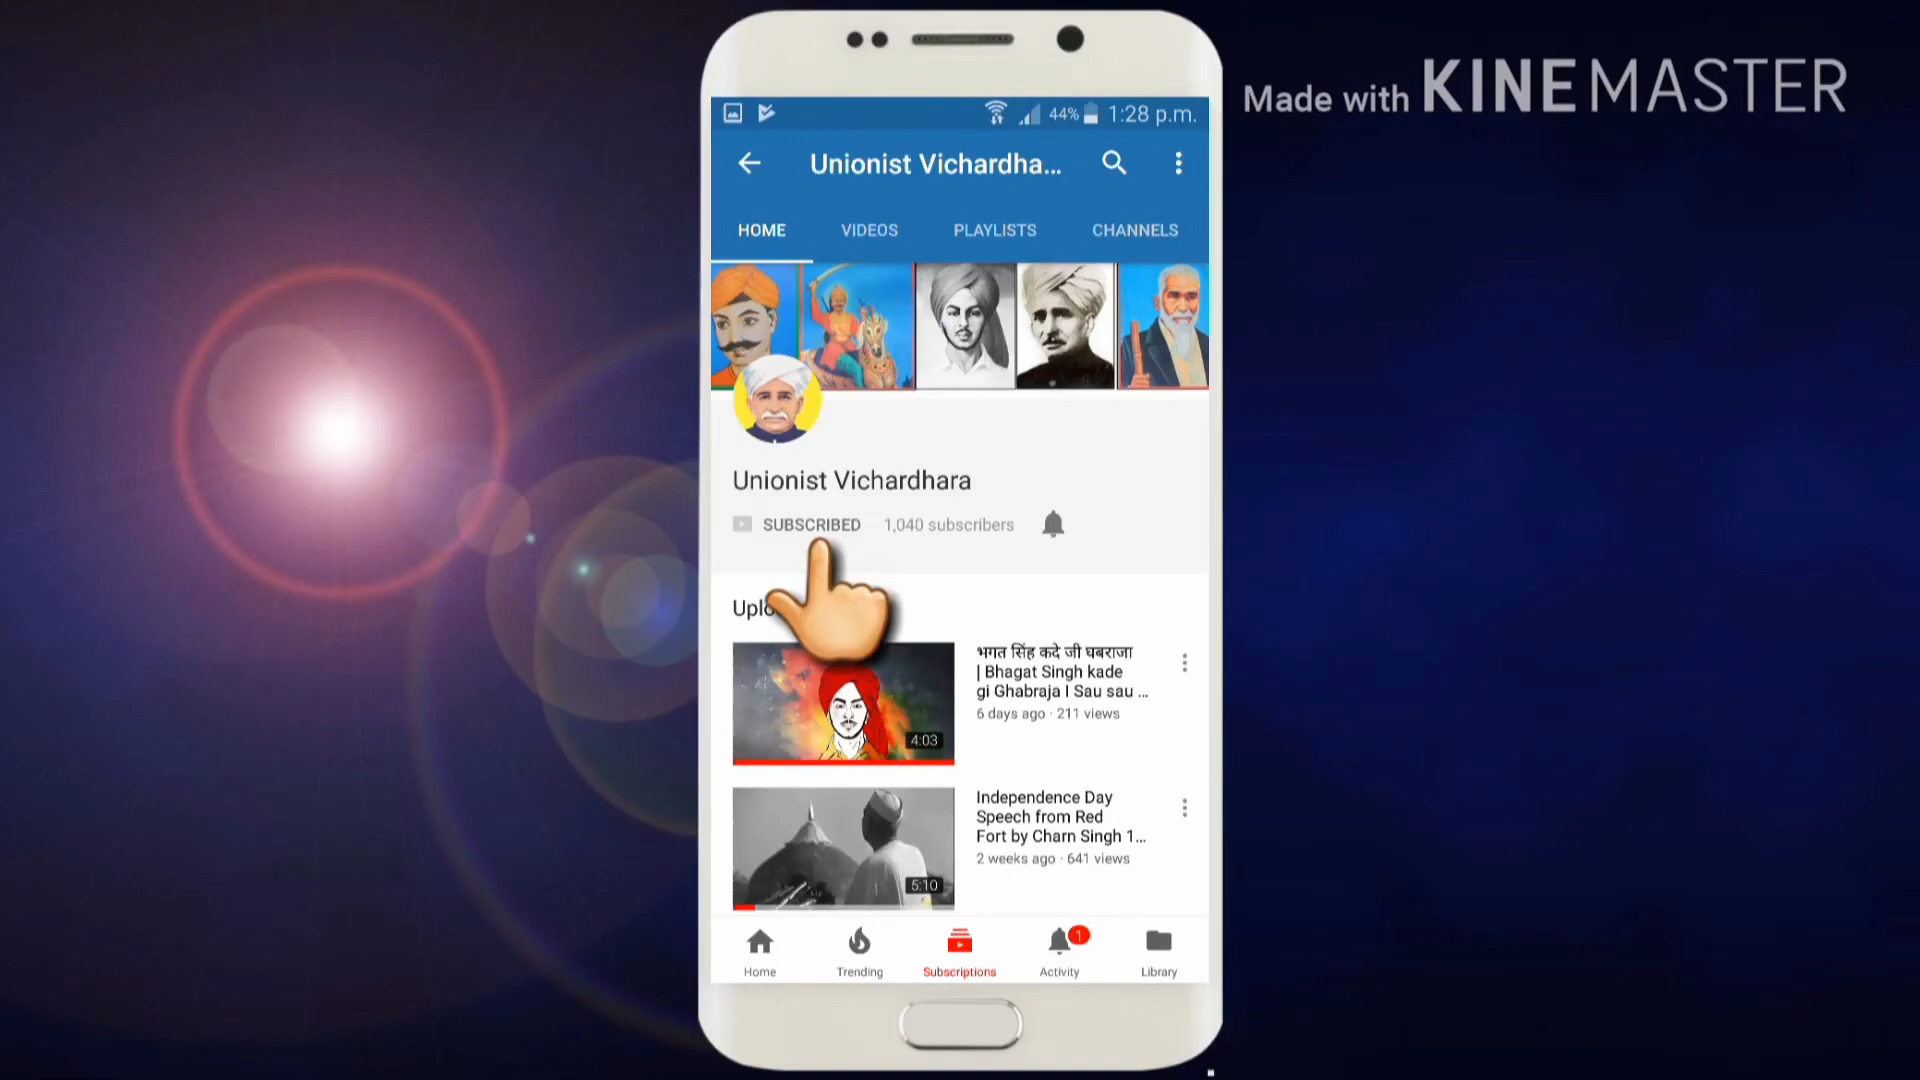 Made with KINEMASTER
44% 1:28 p.m.
Unionist Vichardha...
HOME VIDEOS PLAYLISTS CHANNELS
Unionist Vichardhara
SUBSCRIBED 1,040 subscribers
Uplo
भगत सिंह कदे जी घबराजा
| Bhagat Singh kade
gi Ghabraja I Sau sau ...
6 days ago · 211 views
4:03
Independence Day
Speech from Red
Fort by Charn Singh 1...
2 weeks ago · 641 views
5:10
1
Home Trending Subscriptions Activity Library